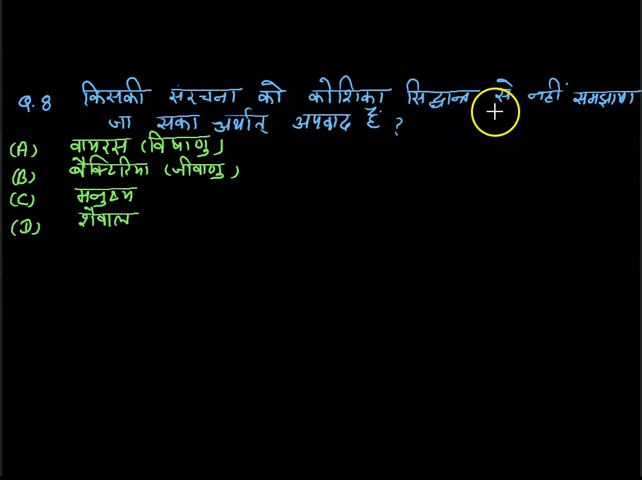 Q.8 किसकी संरचना को कोशिका सिद्धान्त से नहीं समझाया
जा सका अर्थात् अपवाद हैं ?
(A) वायरस (विषाणु)
(B) बैक्टिरिया (जीवाणु)
(C) मनुष्य
(D) शैवाल